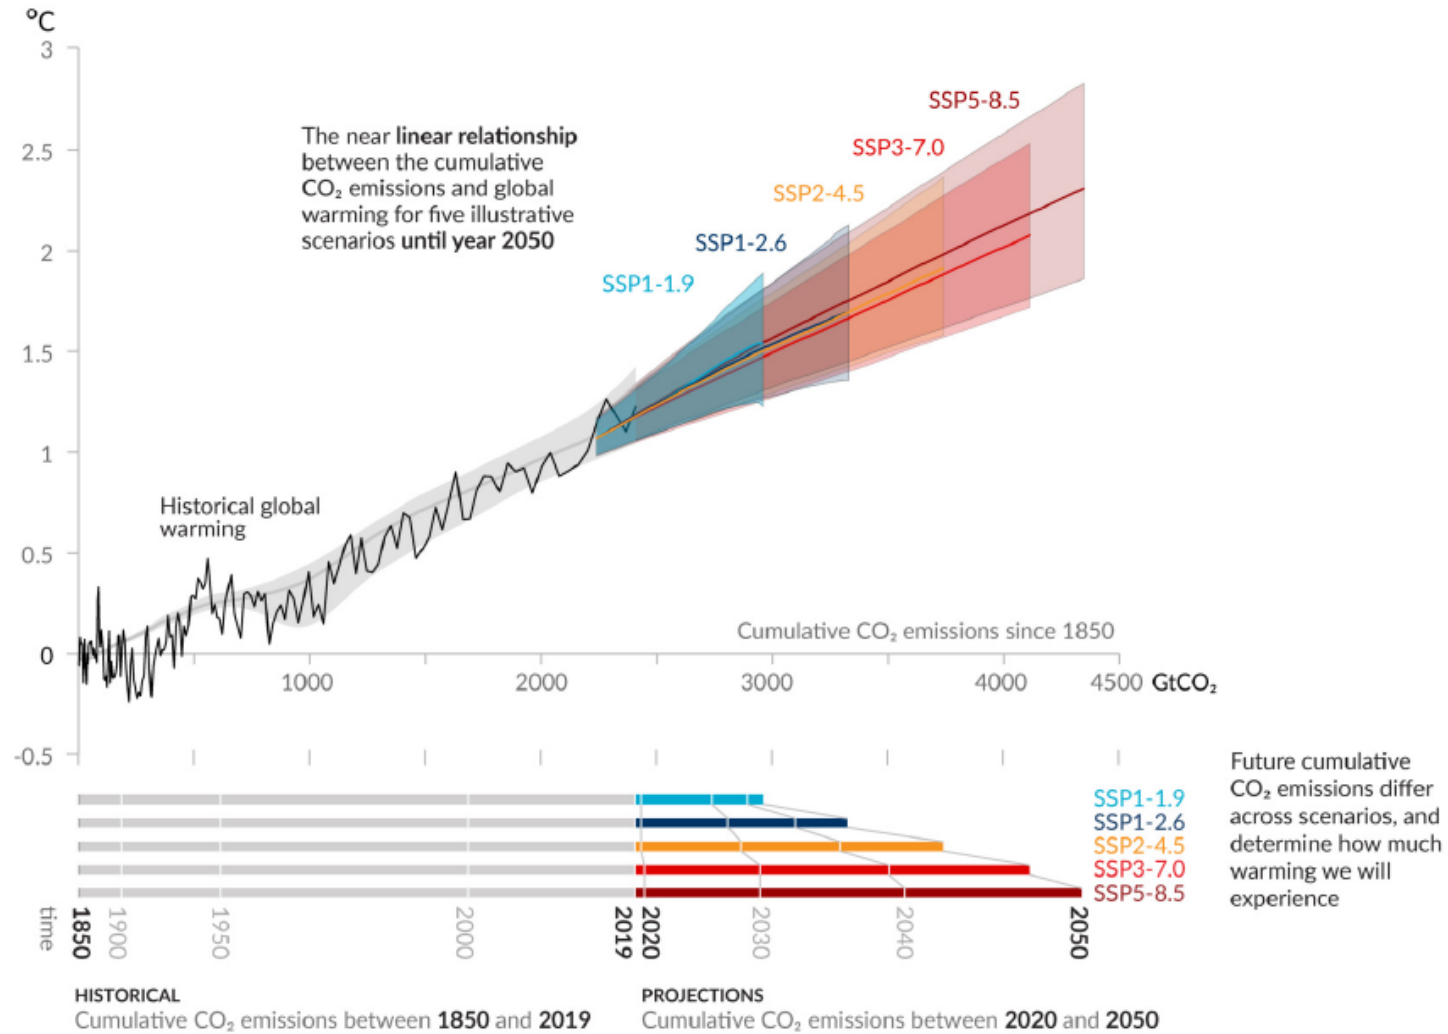 °C
3
2.5
2
1.5
1
0.5
0
-0.5
The near linear relationship
between the cumulative
CO₂ emissions and global
warming for five illustrative
scenarios until year 2050
SSP5-8.5
SSP3-7.0
SSP2-4.5
SSP1-2.6
SSP1-1.9
Historical global
warming
Cumulative CO₂ emissions since 1850
1000 2000 3000 4000 4500 GtCO₂
SSP1-1.9
SSP1-2.6
SSP2-4.5
SSP3-7.0
SSP5-8.5
Future cumulative
CO₂ emissions differ
across scenarios, and
determine how much
warming we will
experience
time 1850 1900 1950 2000 2019 2020 2030 2040 2050
HISTORICAL
Cumulative CO₂ emissions between 1850 and 2019
PROJECTIONS
Cumulative CO₂ emissions between 2020 and 2050